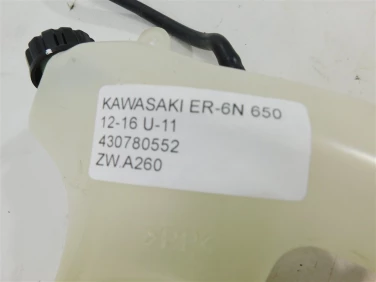 KAWASAKI ER-6N 650
12-16 U-11
430780552
ZW.A260